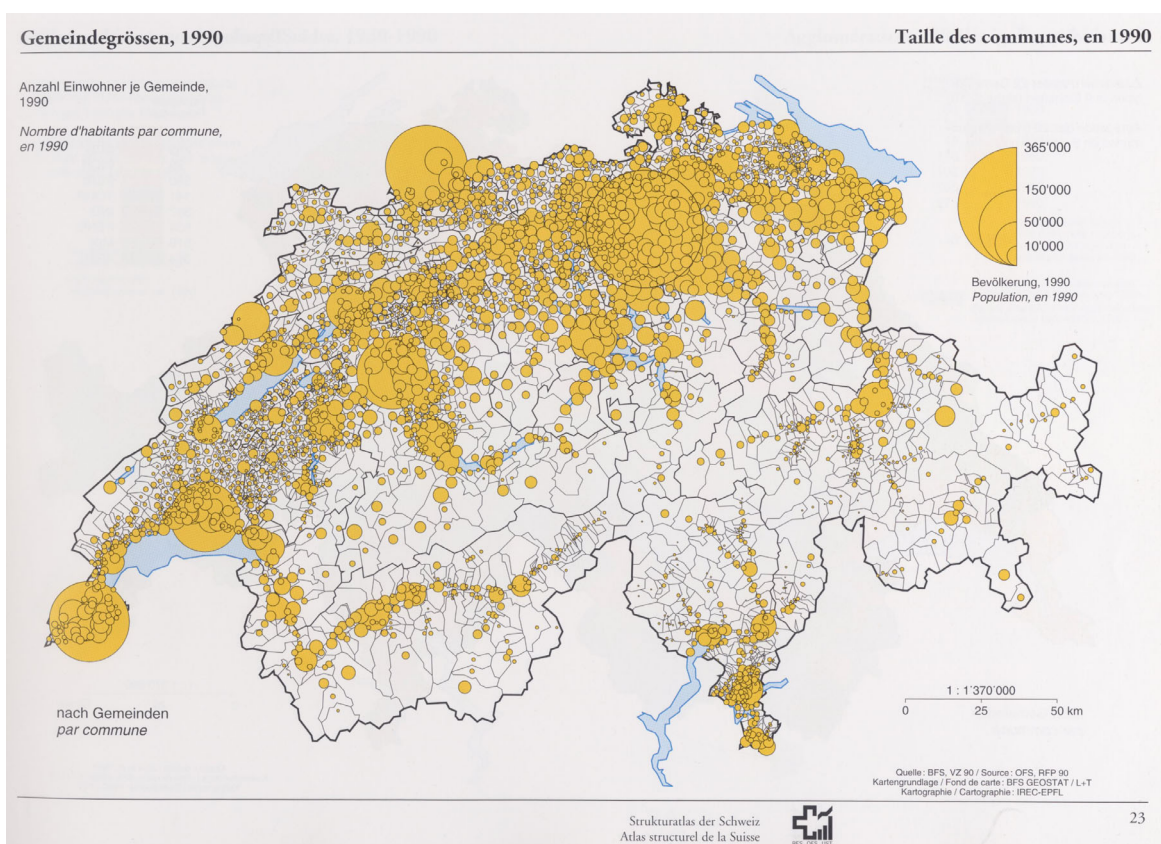 Gemeindegrössen, 1990
Taille des communes, en 1990
Anzahl Einwohner je Gemeinde,
1990
Nombre d'habitants par commune,
en 1990
365'000
150'000
50'000
10'000
Bevölkerung, 1990
Population, en 1990
nach Gemeinden
par commune
1 : 1'370'000
0 25 50 km
Quelle : BFS, VZ 90 / Source : OFS, RFP 90
Kartengrundlage / Fond de carte : BFS GEOSTAT / L+T
Kartographie / Cartographie : IREC-EPFL
Strukturatlas der Schweiz
Atlas structurel de la Suisse
BFS OFS UST
23